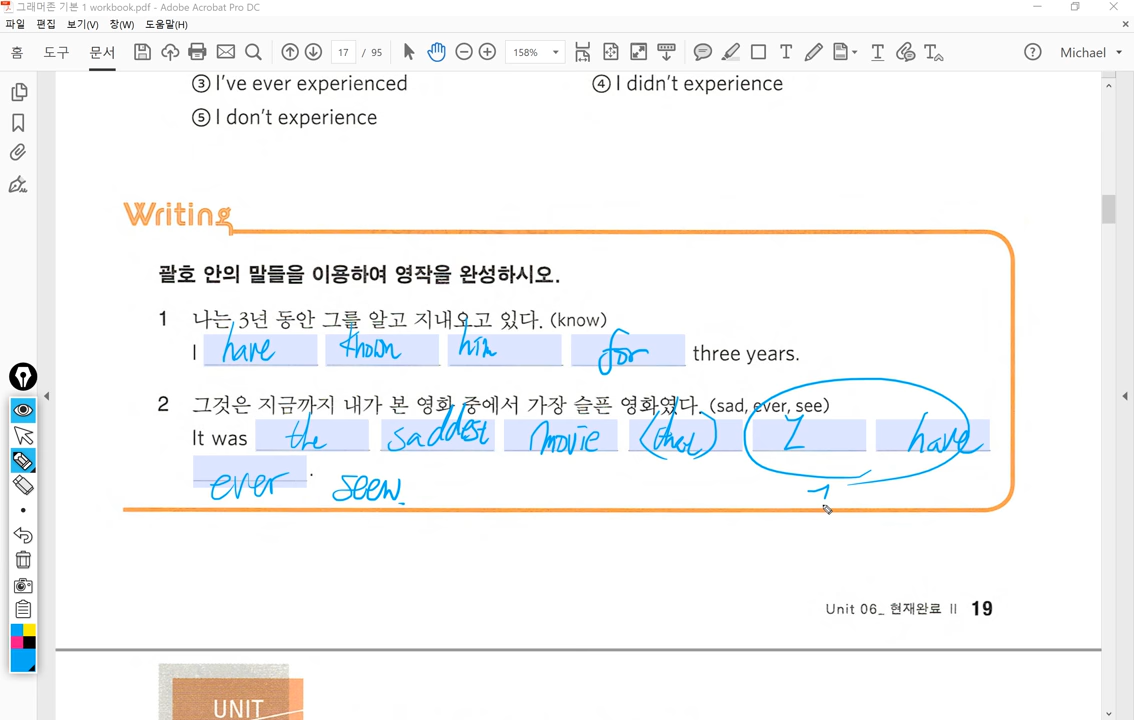 그래머존 기본 1 workbook.pdf - Adobe Acrobat Pro DC
파일 편집 보기(V) 창(W) 도움말(H)
홈 도구 문서 17 / 95 158% Michael
③ I've ever experienced ④ I didn't experience
⑤ I don't experience
Writing
괄호 안의 말들을 이용하여 영작을 완성하시오.
1 나는 3년 동안 그를 알고 지내오고 있다. (know)
I have known him for three years.
2 그것은 지금까지 내가 본 영화 중에서 가장 슬픈 영화였다. (sad, ever, see)
It was the saddest movie (that) I have
ever . seen.
Unit 06_ 현재완료 II 19
UNIT